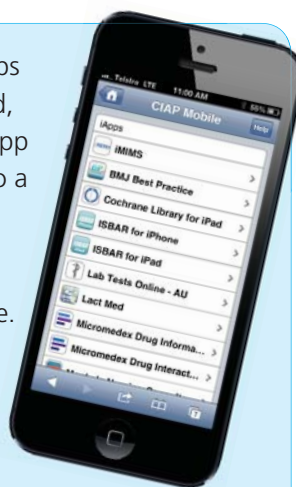 ps
d,
pp
o a
e.
Telstra LTE 11:00 AM 55%
CIAP Mobile
Help
iApps
iMIMS
BMJ Best Practice
Cochrane Library for iPad
ISBAR for iPhone
ISBAR for iPad
Lab Tests Online - AU
Lact Med
Micromedex Drug Informa...
Micromedex Drug Interact...